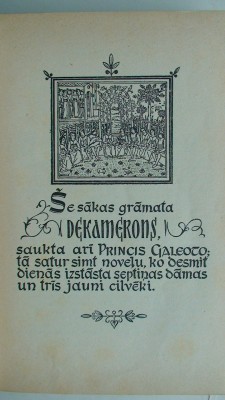 Še sākas grāmata
DEKAMERONS,
saukta arī PRINCIS GALEOTO;
tā satur simt noveļu, ko desmit
dienās izstāsta septiņas dāmas
un trīs jauni cilvēki.